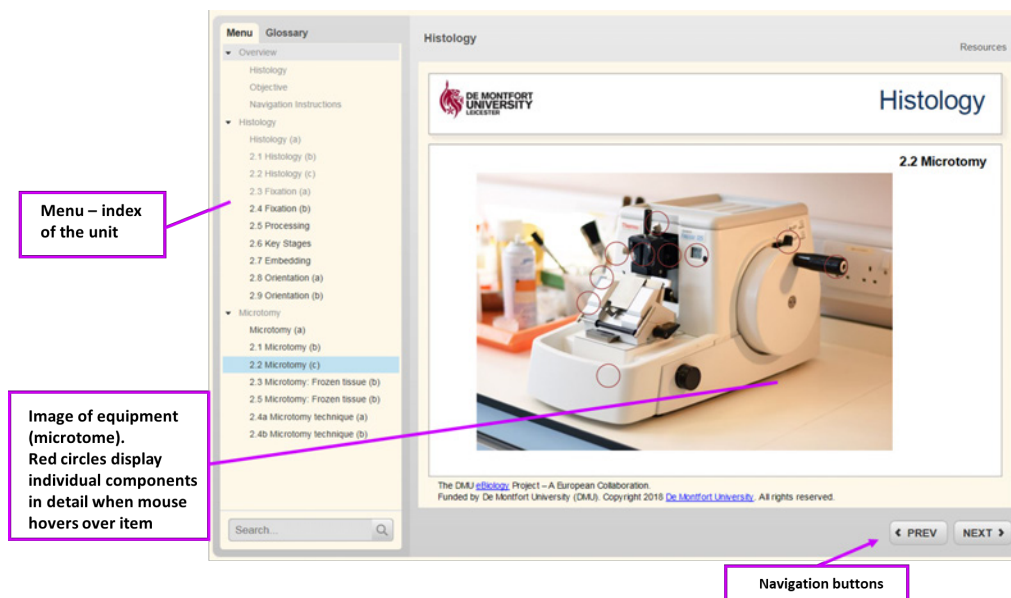 Menu Glossary
Overview
Histology
Objective
Navigation Instructions
Histology
Histology (a)
2.1 Histology (b)
2.2 Histology (c)
2.3 Fixation (a)
2.4 Fixation (b)
2.5 Processing
2.6 Key Stages
2.7 Embedding
2.8 Orientation (a)
2.9 Orientation (b)
Microtomy
Microtomy (a)
2.1 Microtomy (b)
2.2 Microtomy (c)
2.3 Microtomy: Frozen tissue (b)
2.5 Microtomy: Frozen tissue (b)
2.4a Microtomy technique (a)
2.4b Microtomy technique (b)
Search...
Histology
Resources
DE MONTFORT
UNIVERSITY
LEICESTER
Histology
2.2 Microtomy
The DMU eBiology Project – A European Collaboration.
Funded by De Montfort University (DMU). Copyright 2018 De Montfort University. All rights reserved.
PREV NEXT
Menu – index
of the unit
Image of equipment
(microtome).
Red circles display
individual components
in detail when mouse
hovers over item
Navigation buttons